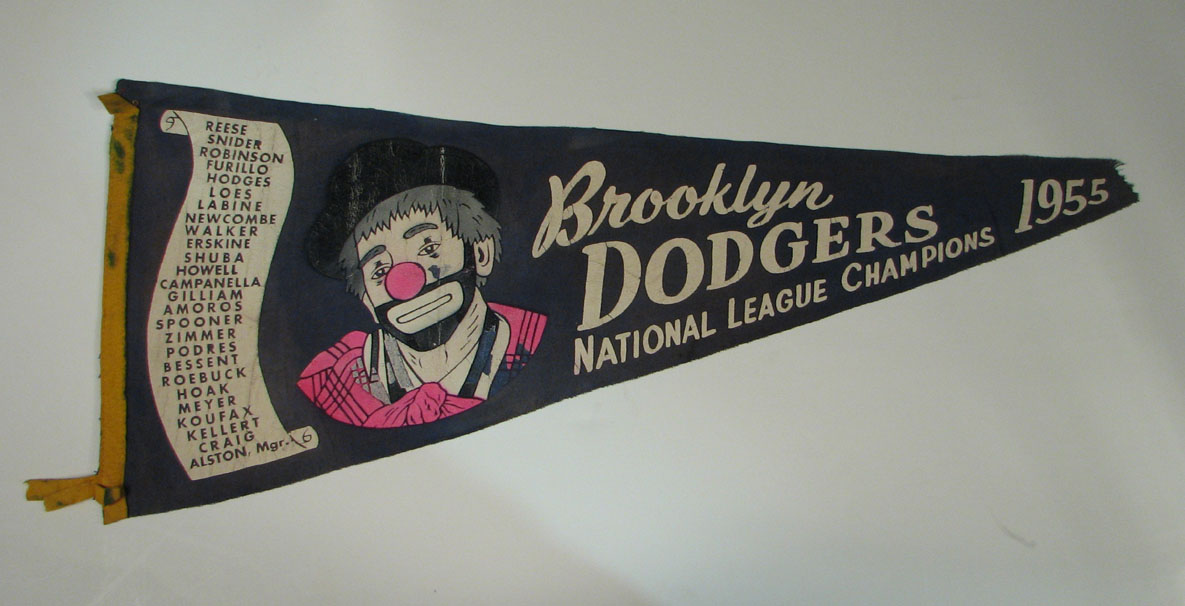 REESE
SNIDER
ROBINSON
FURILLO
HODGES
LOES
LABINE
NEWCOMBE
WALKER
ERSKINE
SHUBA
HOWELL
CAMPANELLA
GILLIAM
AMOROS
SPOONER
ZIMMER
PODRES
BESSENT
ROEBUCK
HOAK
MEYER
KOUFAX
KELLERT
CRAIG
ALSTON, Mgr.
Brooklyn
DODGERS
NATIONAL LEAGUE CHAMPIONS
1955